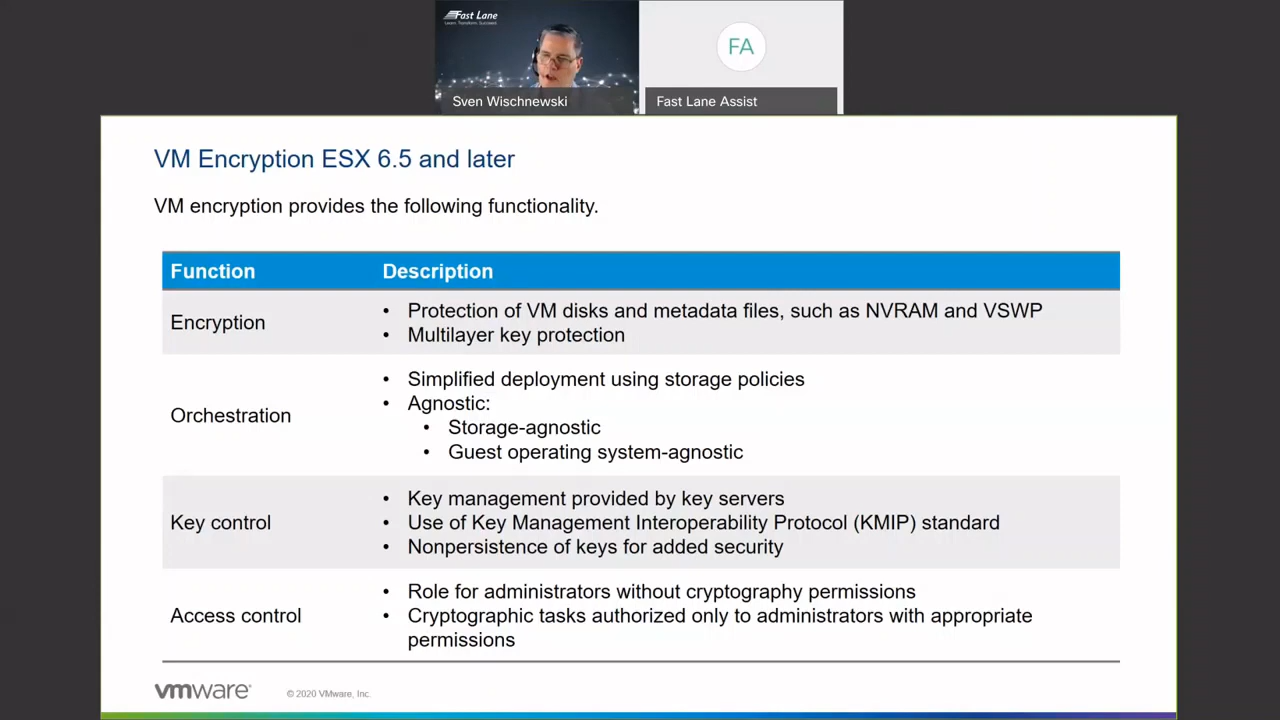 Fast Lane
Learn. Transform. Succeed.
FA
Sven Wischnewski
Fast Lane Assist
VM Encryption ESX 6.5 and later
VM encryption provides the following functionality.
Function Description
Encryption
• Protection of VM disks and metadata files, such as NVRAM and VSWP
• Multilayer key protection
Orchestration
• Simplified deployment using storage policies
• Agnostic:
• Storage-agnostic
• Guest operating system-agnostic
Key control
• Key management provided by key servers
• Use of Key Management Interoperability Protocol (KMIP) standard
• Nonpersistence of keys for added security
Access control
• Role for administrators without cryptography permissions
• Cryptographic tasks authorized only to administrators with appropriate
permissions
vmware®
© 2020 VMware, Inc.